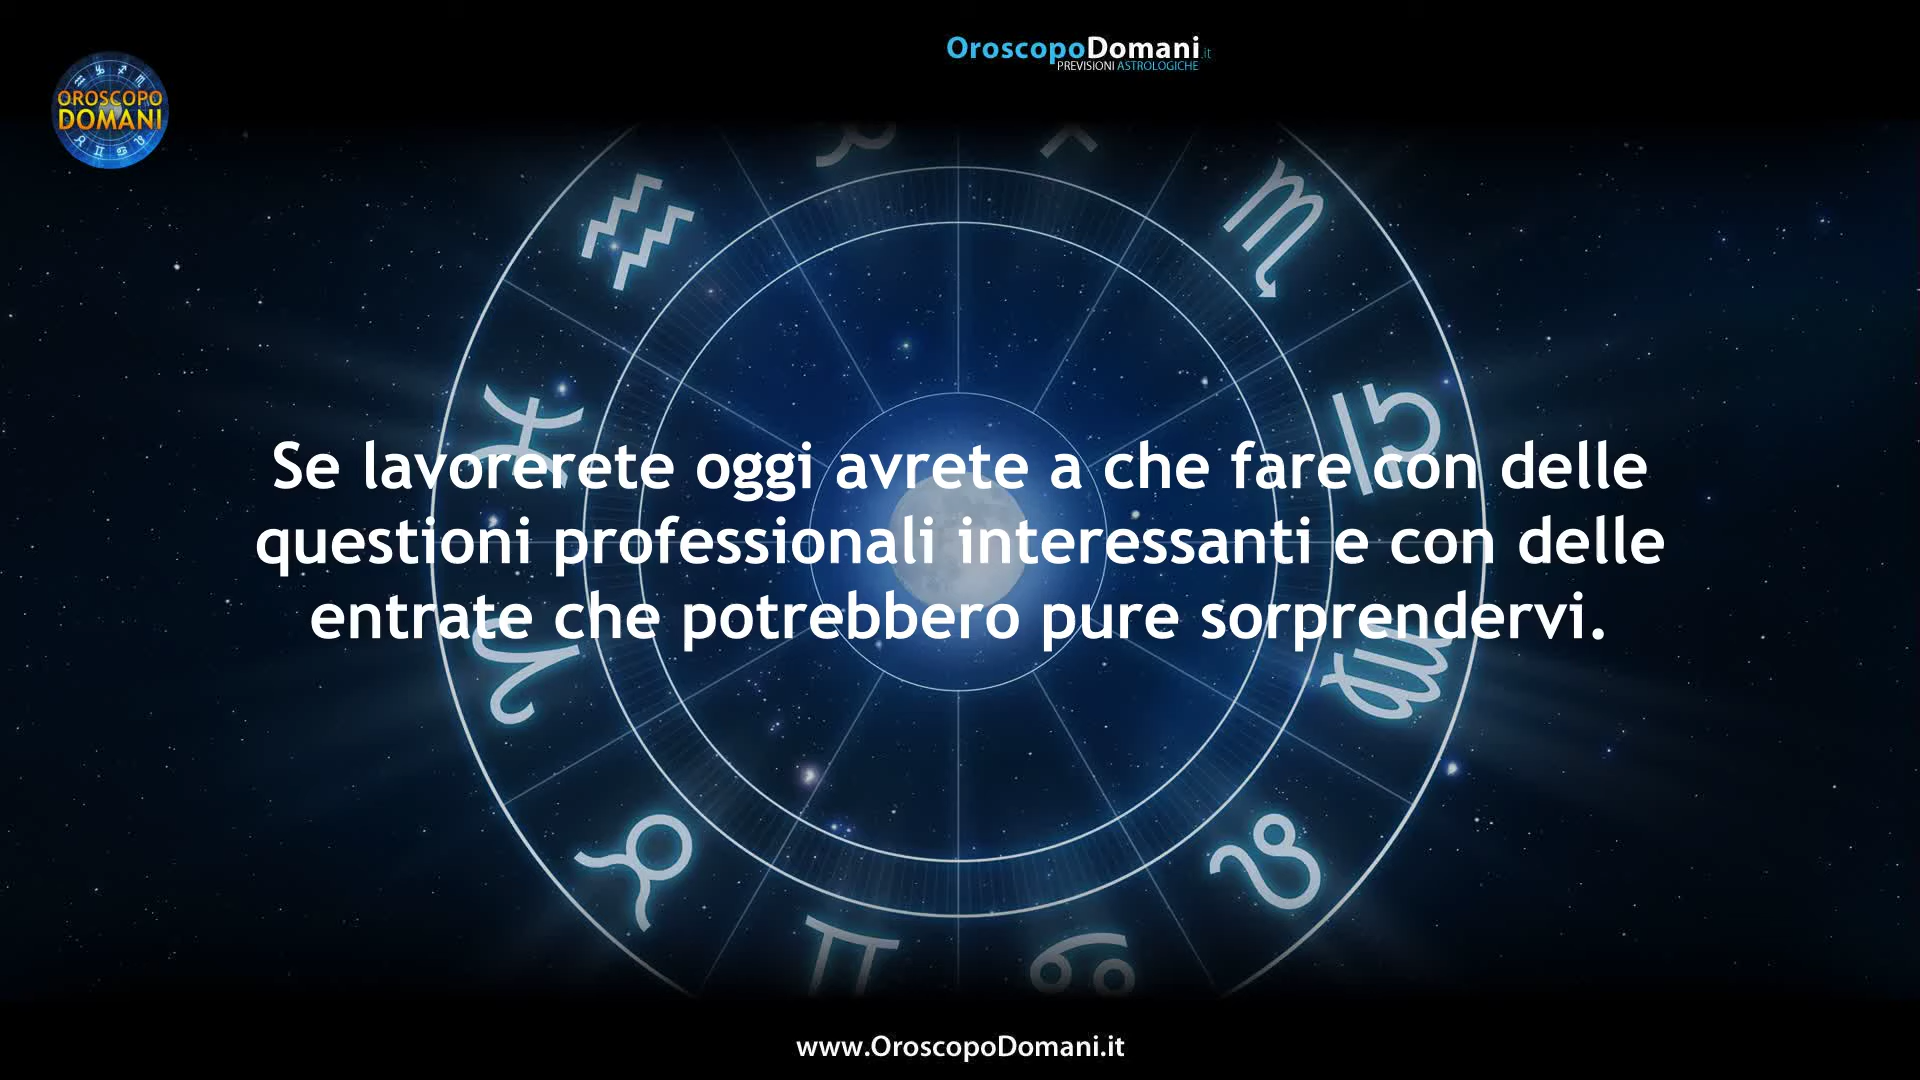 OroscopoDomani.it
PREVISIONI ASTROLOGICHE
OROSCOPO
DOMANI
Se lavorerete oggi avrete a che fare con delle
questioni professionali interessanti e con delle
entrate che potrebbero pure sorprendervi.
www.OroscopoDomani.it